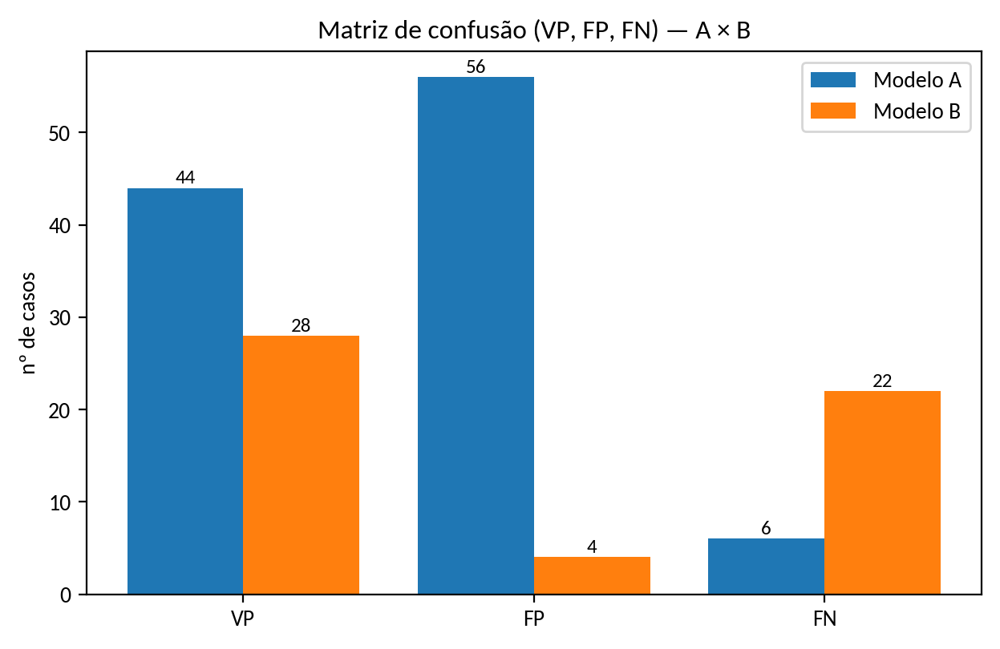 Matriz de confusão (VP, FP, FN) — A × B
Modelo A
Modelo B
nº de casos
50
40
30
20
10
0
44
28
56
4
6
22
VP
FP
FN